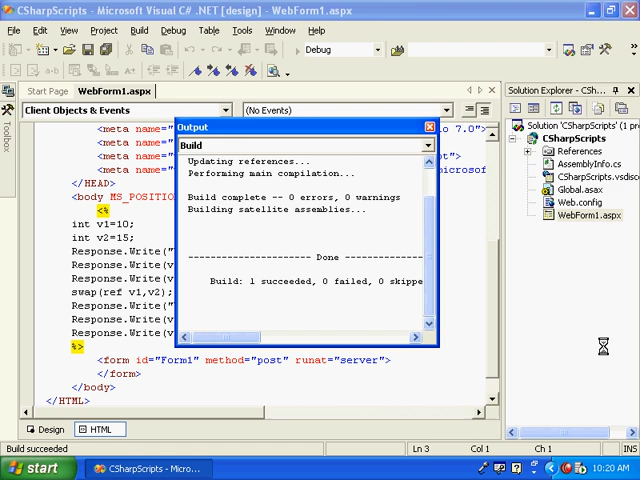 CSharpScripts - Microsoft Visual C# .NET [design] - WebForm1.aspx
File Edit View Project Build Debug Table Tools Window Help
Debug
Start Page WebForm1.aspx
Client Objects & Events (No Events)
Toolbox
<meta name="
lo 7.0">
<meta name="
<meta name="
pt">
<meta name="
microsof
</HEAD>
<body MS_POSITIO
<%
int v1=10;
int v2=15;
Response.Write("
Response.Write(v
Response.Write(v
swap(ref v1,v2);
Response.Write("
Response.Write(v
Response.Write(v
%>
<form id="Form1" method="post" runat="server">
</form>
</body>
</HTML>
Output
Build
Updating references...
Performing main compilation...
Build complete -- 0 errors, 0 warnings
Building satellite assemblies...
---------------------- Done ----------------------
Build: 1 succeeded, 0 failed, 0 skippe
Solution Explorer - CSh...
Solution 'CSharpScripts' (1 pro
CSharpScripts
References
AssemblyInfo.cs
CSharpScripts.vsdisco
Global.asax
Web.config
WebForm1.aspx
Design HTML
Build succeeded Ln 3 Col 1 Ch 1 INS
start CSharpScripts - Micro... 10:20 AM